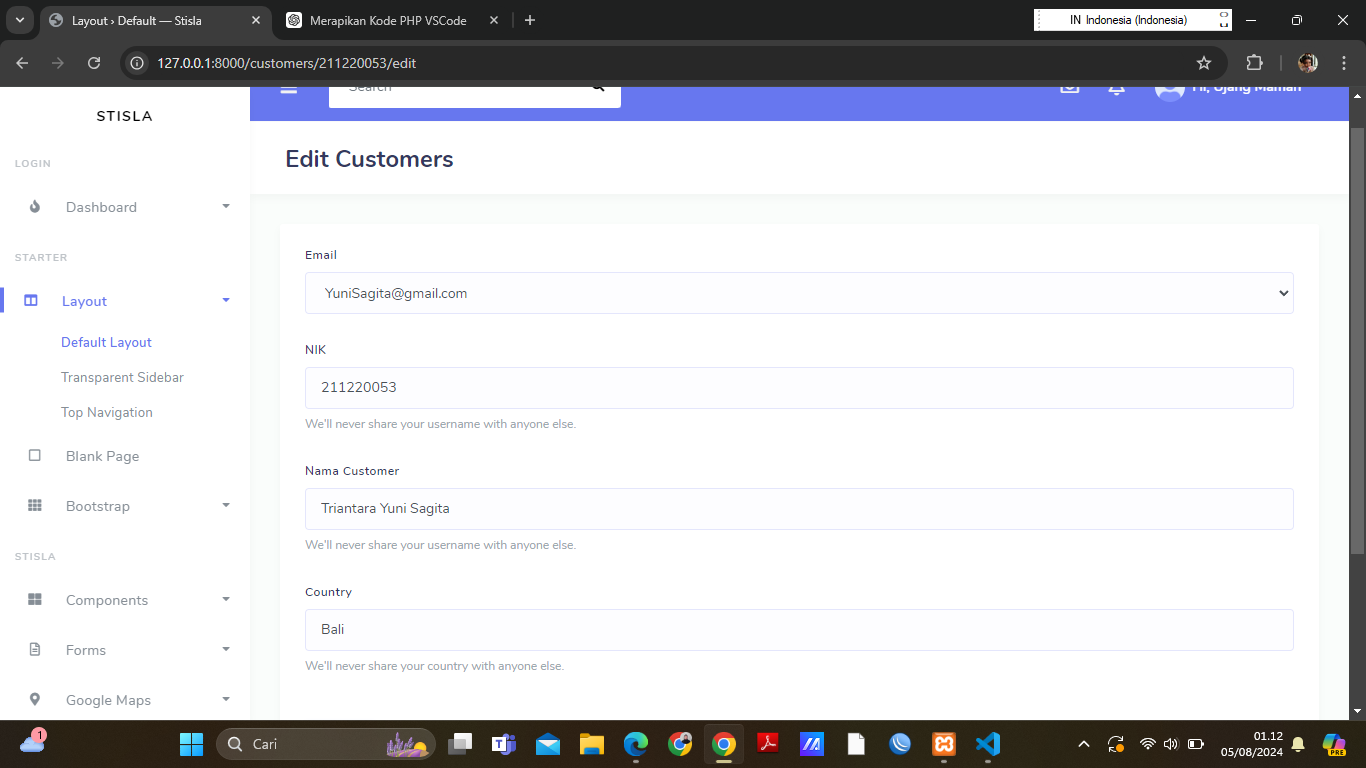 Layout › Default — Stisla
Merapikan Kode PHP VSCode
IN Indonesia (Indonesia)
127.0.0.1:8000/customers/211220053/edit
Search
Hi, Ujang Maman
STISLA
LOGIN
Dashboard
STARTER
Layout
Default Layout
Transparent Sidebar
Top Navigation
Blank Page
Bootstrap
STISLA
Components
Forms
Google Maps
Edit Customers
Email
YuniSagita@gmail.com
NIK
211220053
We'll never share your username with anyone else.
Nama Customer
Triantara Yuni Sagita
We'll never share your username with anyone else.
Country
Bali
We'll never share your country with anyone else.
1
Cari
PRE
01.12
05/08/2024